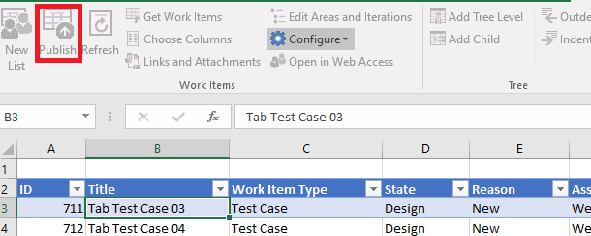 Get Work Items Edit Areas and Iterations Add Tree Level Outde
New List Publish Refresh Choose Columns Configure Add Child Indent
Links and Attachments Open in Web Access
Work Items Tree
B3 fx Tab Test Case 03
A B C D E
1
2 ID Title Work Item Type State Reason Ass
3 711 Tab Test Case 03 Test Case Design New We
4 712 Tab Test Case 04 Test Case Design New We